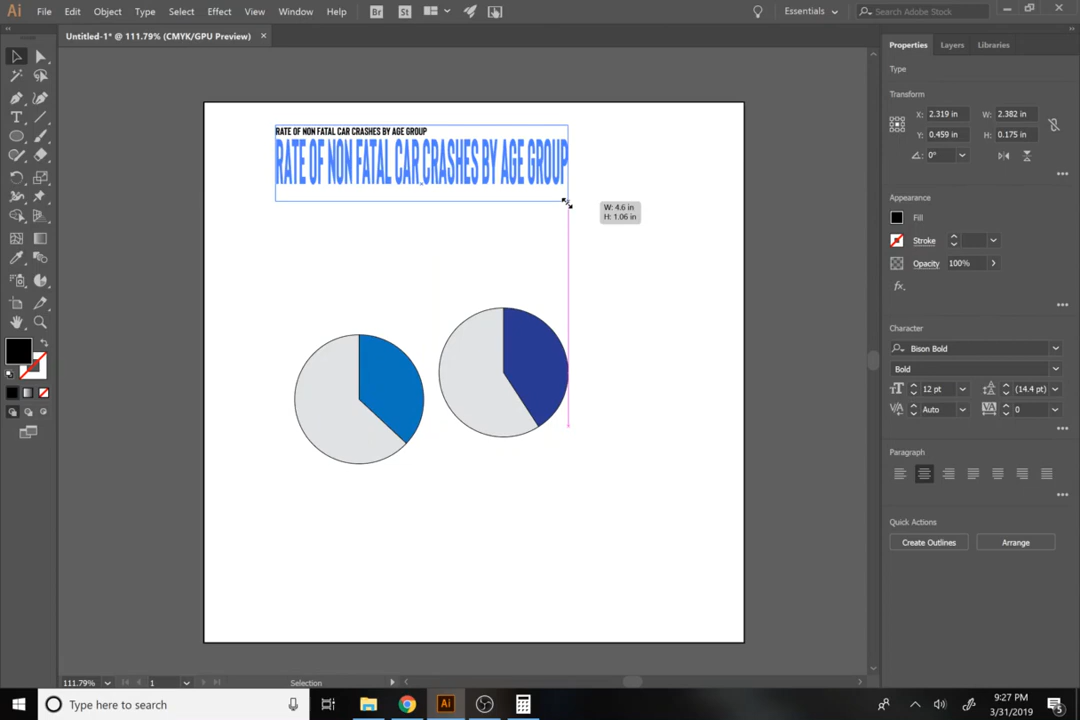 Ai File Edit Object Type Select Effect View Window Help Br St Essentials Search Adobe Stock
Untitled-1* @ 111.79% (CMYK/GPU Preview) ×
Properties Layers Libraries
Type
Transform
X: 2.319 in W: 2.382 in
Y: 0.459 in H: 0.175 in
0°
Appearance
Fill
Stroke
Opacity 100%
fx.
Character
Bison Bold
Bold
12 pt (14.4 pt)
Auto 0
Paragraph
Quick Actions
Create Outlines Arrange
RATE OF NON FATAL CAR CRASHES BY AGE GROUP
RATE OF NON FATAL CAR CRASHES BY AGE GROUP
W: 4.6 in
H: 1.06 in
111.79% 1 Selection
Type here to search
Ai
9:27 PM
3/31/2019
5